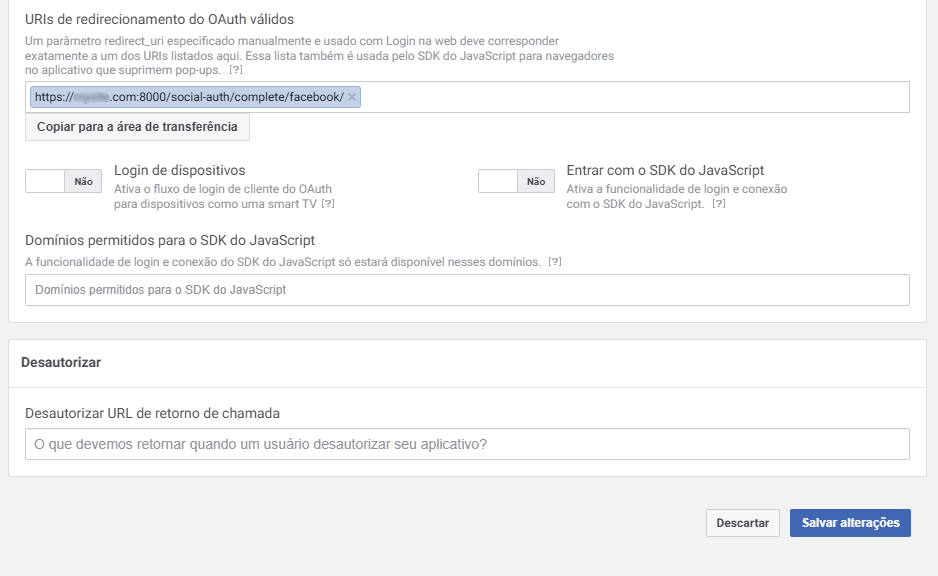 URIs de redirecionamento do OAuth válidos
Um parâmetro redirect_uri especificado manualmente e usado com Login na web deve corresponder
exatamente a um dos URIs listados aqui. Essa lista também é usada pelo SDK do JavaScript para navegadores
no aplicativo que suprimem pop-ups. [?]
https://.com:8000/social-auth/complete/facebook/ ×
Copiar para a área de transferência
Não
Login de dispositivos
Ativa o fluxo de login de cliente do OAuth
para dispositivos como uma smart TV [?]
Não
Entrar com o SDK do JavaScript
Ativa a funcionalidade de login e conexão
com o SDK do JavaScript. [?]
Domínios permitidos para o SDK do JavaScript
A funcionalidade de login e conexão do SDK do JavaScript só estará disponível nesses domínios. [?]
Domínios permitidos para o SDK do JavaScript
Desautorizar
Desautorizar URL de retorno de chamada
O que devemos retornar quando um usuário desautorizar seu aplicativo?
Descartar
Salvar alterações